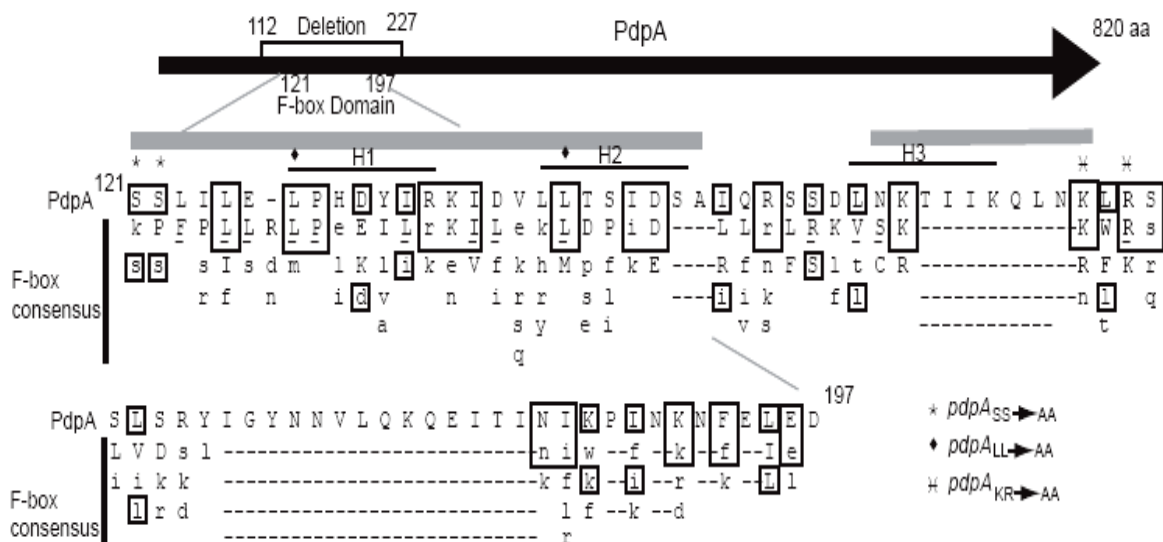 112 Deletion 227 PdpA 820 aa
121 197
F-box Domain
* * ♦ H1 ♦ H2 H3 ж ж
PdpA 121 S S L I L E - L P H D Y I R K I D V L L T S I D S A I Q R S S D L N K T I I K Q L N K L R S
F-box consensus
k P F P L L R L P e E I L r K I L e k L D P i D ---- L L r L R K V S K ---------- K W R s
s s s I s d m l K l i k e V f k h M p f k E ---- R f n F S l t C R ---------- R F K r
r f n i d v n i r r s l ---- i i k f l ---------- n l q
a s y e i v s ---------- t
q
PdpA S L S R Y I G Y N N V L Q K Q E I T I N I K P I N K N F E L E D 197
F-box consensus
L V D s l -------------------- n i w -- f - k - f - I e
i i k k -------------------- k f k -- i - r - k - L l
l r d -------------------- l f -- k - d
-------------------- r
* pdpA SS➔AA
♦ pdpA LL➔AA
ж pdpA KR➔AA